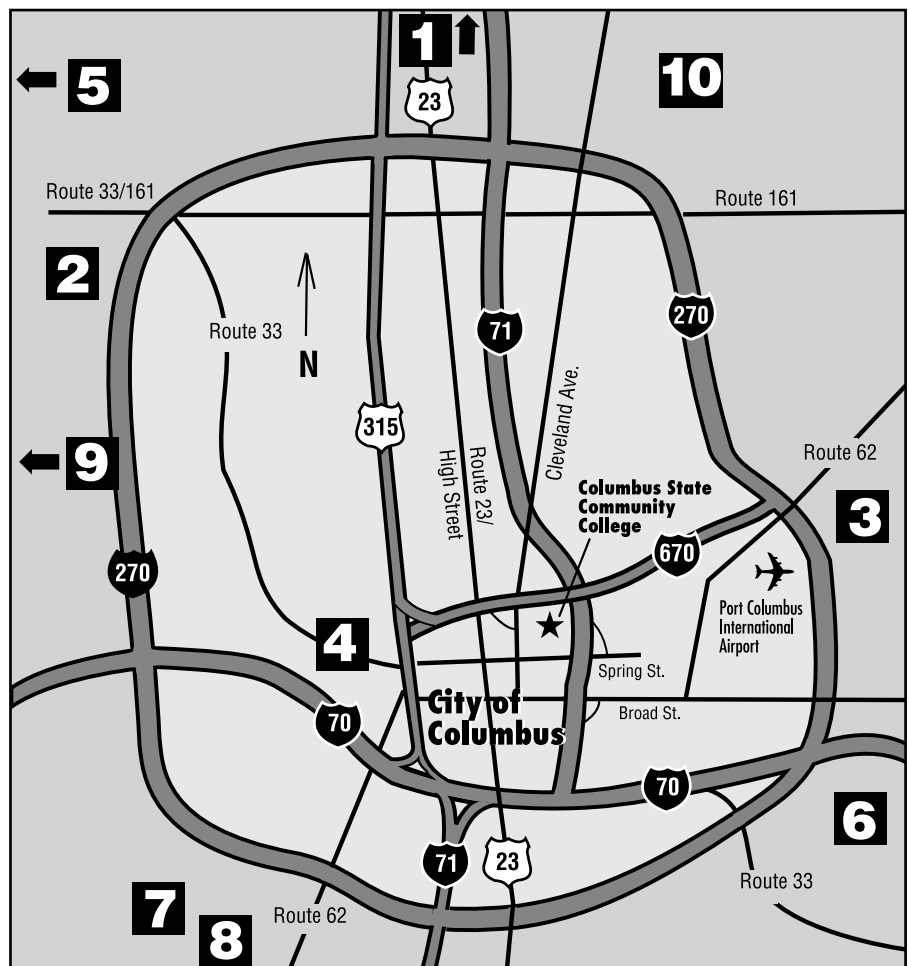 1
5
10
23
Route 33/161
Route 161
2
270
71
Route 33
N
Cleveland Ave.
315
Route 62
9
Route 23/
High Street
Columbus State
Community
College
3
670
270
Port Columbus
International
Airport
4
Spring St.
City of
Columbus
Broad St.
70
70
6
71
23
Route 33
7
Route 62
8